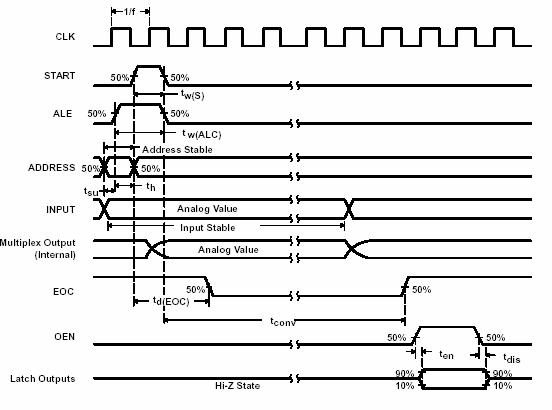 1/f
CLK
START
50%
50%
tw(S)
ALE
50%
50%
tw(ALC)
Address Stable
ADDRESS
50%
50%
tsu
th
INPUT
Analog Value
Input Stable
Multiplex Output
(Internal)
Analog Value
EOC
50%
50%
td(EOC)
tconv
OEN
50%
50%
ten
tdis
Latch Outputs
Hi-Z State
90%
10%
90%
10%